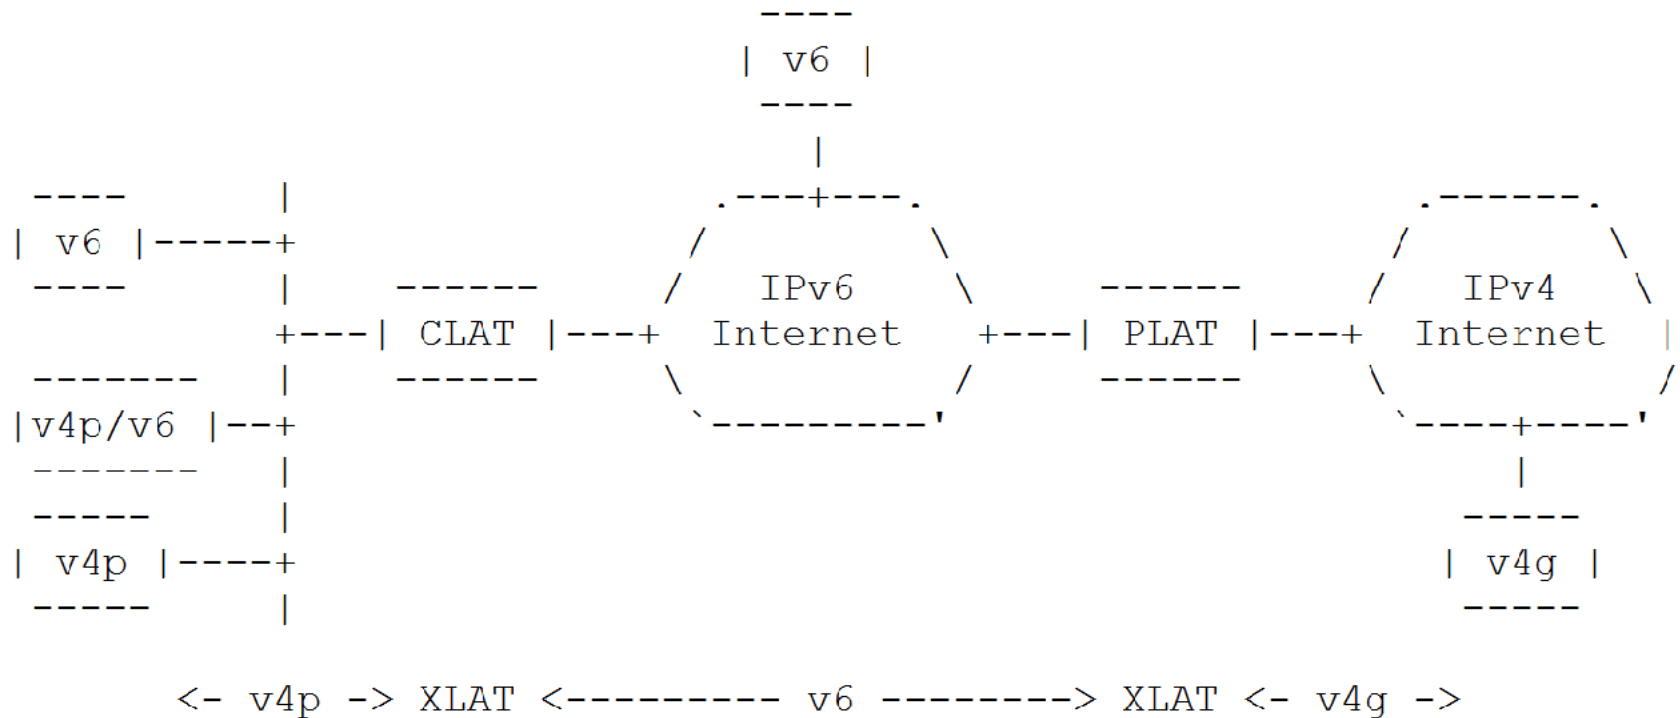 ----
                               | v6 |
                                ----
                                  |
 ----      |                  .---+---.                     .------.
| v6 |-----+                 /         \                   /        \
 ----      |    ------      /   IPv6    \     ------      /   IPv4   \
           +---| CLAT |---+  Internet   +---| PLAT |---+  Internet  |
 -------   |    ------      \           /     ------      \           /
|v4p/v6 |--+                 `---------'                   `----+----'
 -------   |                                                    |
 -----     |                                                  -----
| v4p |----+                                                 | v4g |
 -----     |                                                  -----
       <- v4p -> XLAT <--------- v6 --------> XLAT <- v4g ->